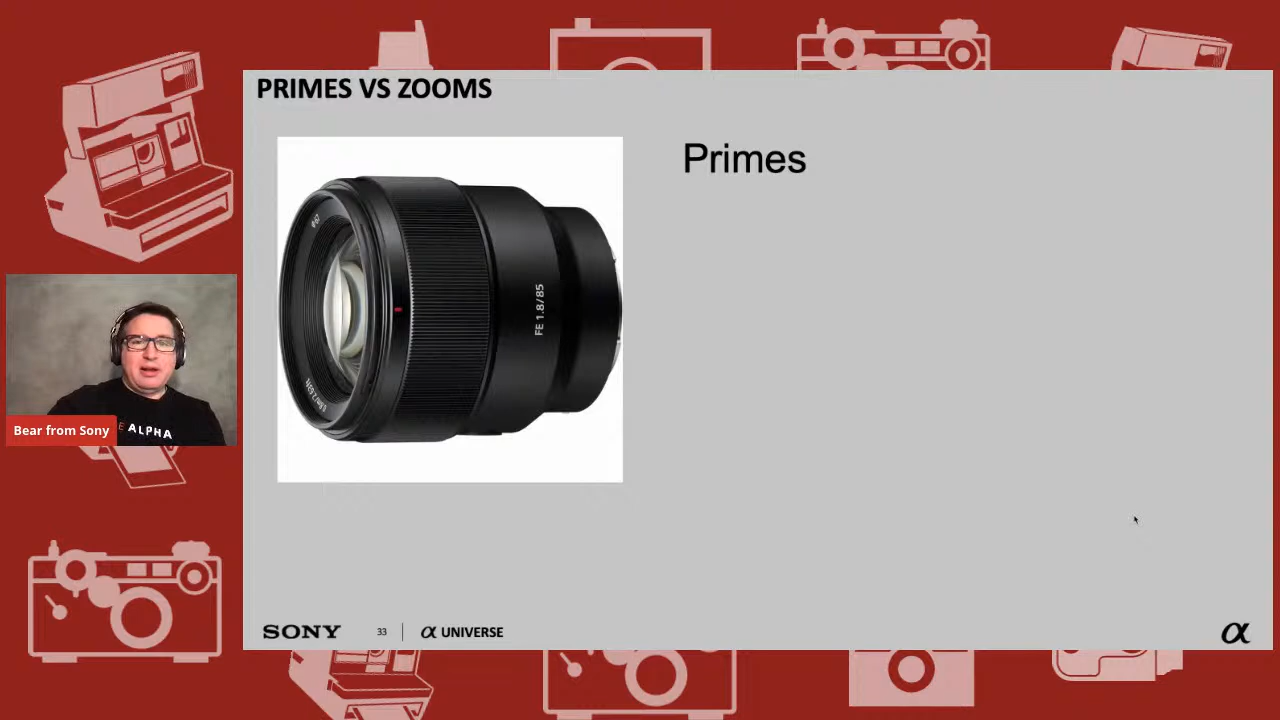 PRIMES VS ZOOMS
Primes
FE 1.8/85
ALPHA
Bear from Sony
SONY
33
α UNIVERSE
α